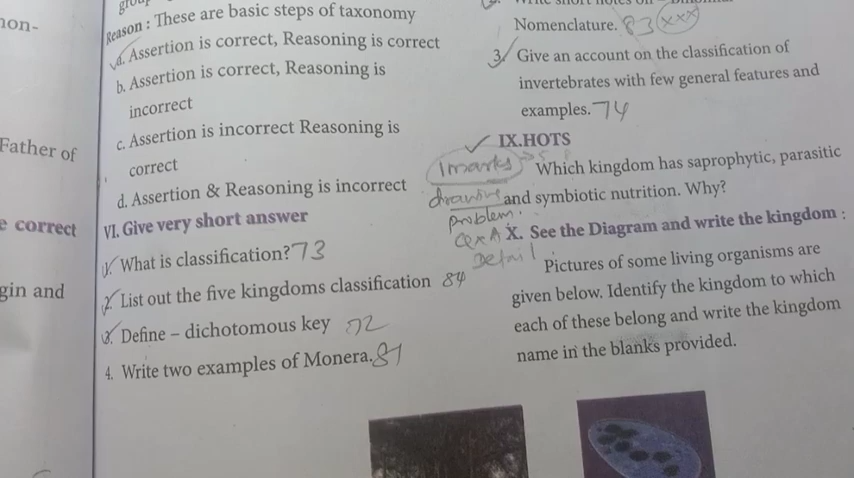 non-
Father of
e correct
gin and
Reason : These are basic steps of taxonomy
a. Assertion is correct, Reasoning is correct
b. Assertion is correct, Reasoning is
incorrect
c. Assertion is incorrect Reasoning is
correct
d. Assertion & Reasoning is incorrect
VI. Give very short answer
1. What is classification? 73
2. List out the five kingdoms classification 84
3. Define – dichotomous key 72
4. Write two examples of Monera. 81
Nomenclature. 83 xxx
3. Give an account on the classification of
invertebrates with few general features and
examples. 74
IX. HOTS
1 marks
Which kingdom has saprophytic, parasitic
and symbiotic nutrition. Why?
problem.
Q & A
Detail
X. See the Diagram and write the kingdom :
Pictures of some living organisms are
given below. Identify the kingdom to which
each of these belong and write the kingdom
name in the blanks provided.